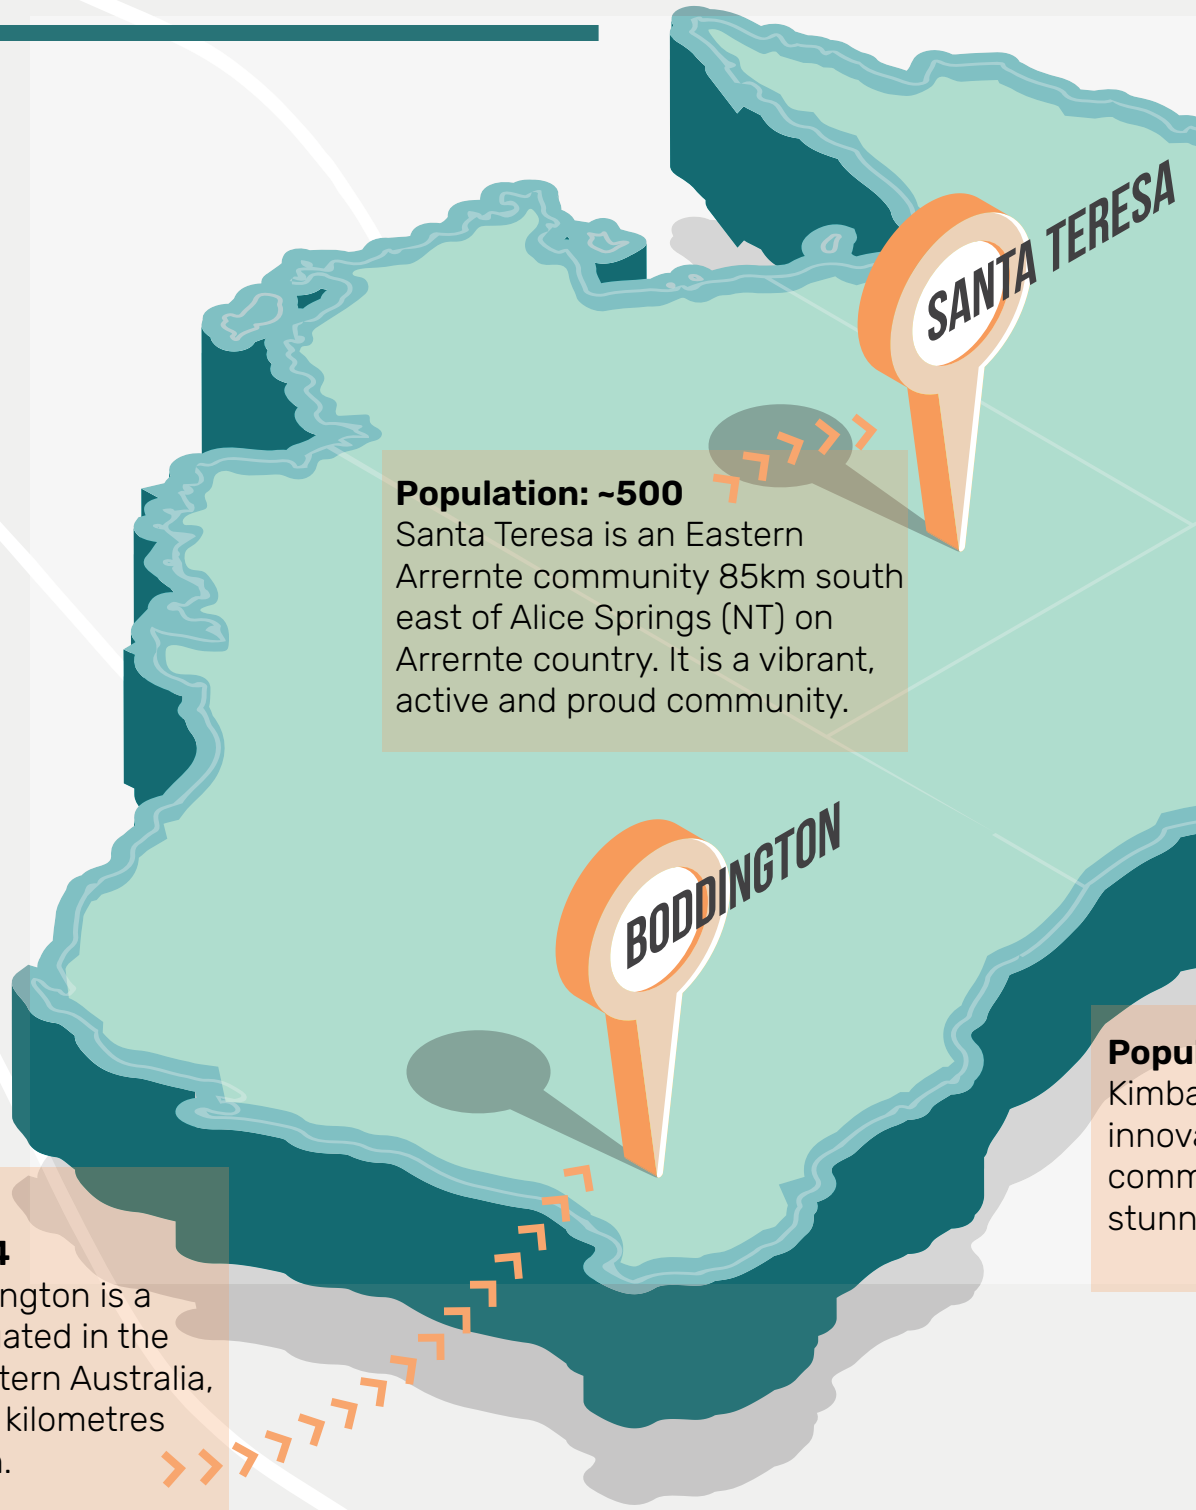 SANTA TERESA
Population: ~500
Santa Teresa is an Eastern
Arrernte community 85km south
east of Alice Springs (NT) on
Arrernte country. It is a vibrant,
active and proud community.
BODDINGTON
Popul
Kimba
innova
comm
stunn
4
ngton is a
ated in the
tern Australia,
kilometres